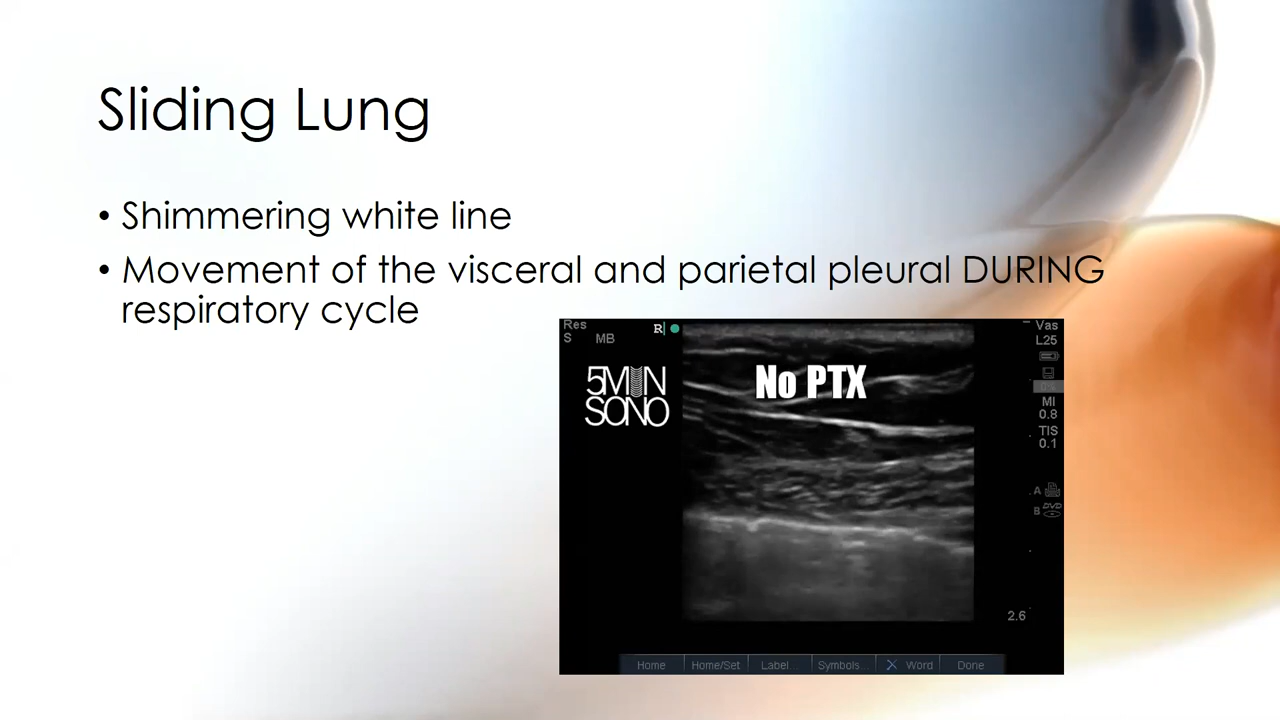 Sliding Lung
• Shimmering white line
• Movement of the visceral and parietal pleural DURING
respiratory cycle
Res
S MB
R
Vas
L25
5MIN
SONO
No PTX
MI
0.8
TIS
0.1
A
B DVD
2.6
Home Home/Set Label... Symbols... X Word Done